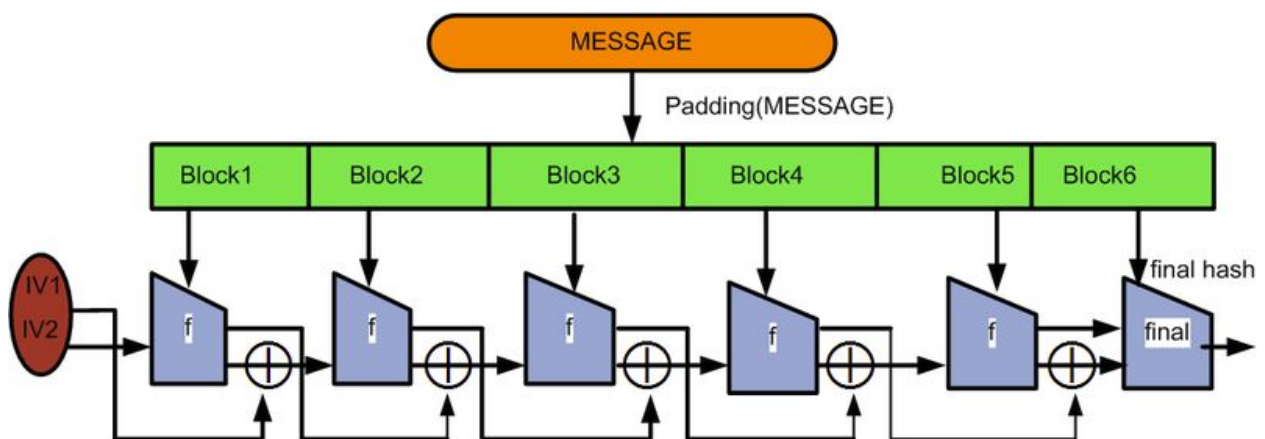 MESSAGE
Padding(MESSAGE)
Block1 Block2 Block3 Block4 Block5 Block6
final hash
IV1
IV2
f f f f f final